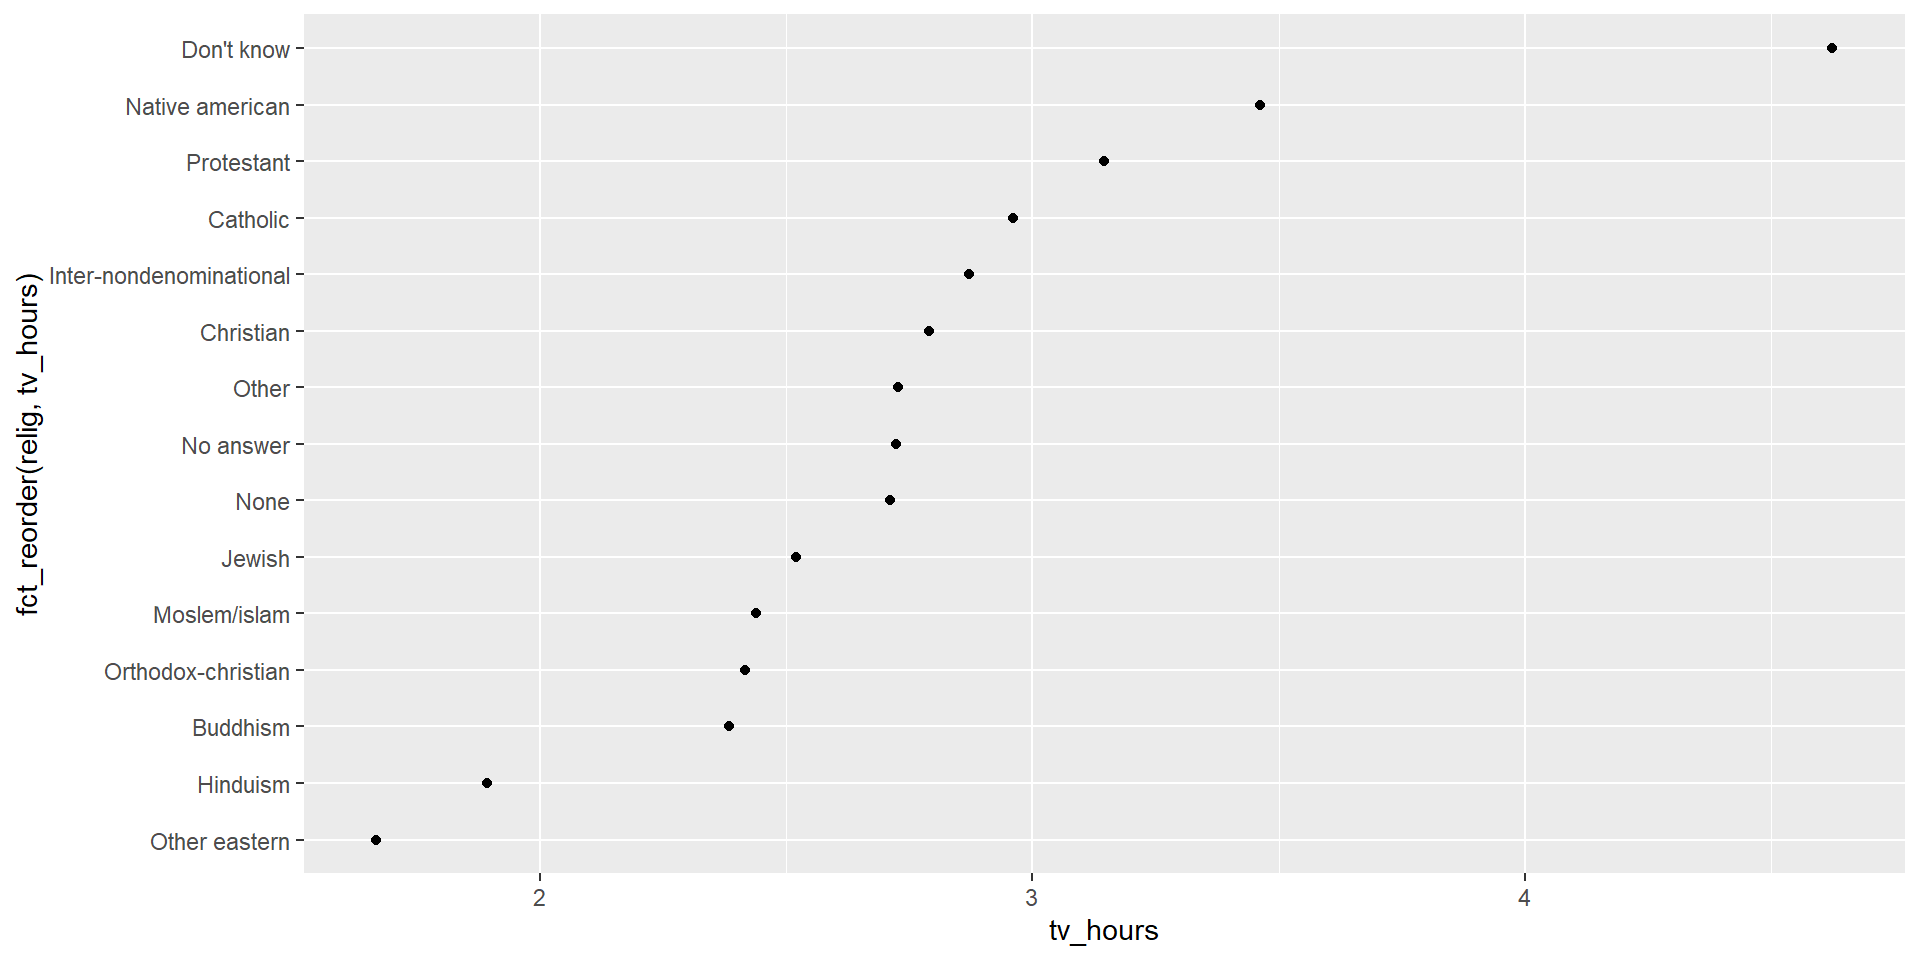 Don't know
Native american
Protestant
Catholic
Inter-nondenominational
Christian
Other
No answer
None
Jewish
Moslem/islam
Orthodox-christian
Buddhism
Hinduism
Other eastern
fct_reorder(relig, tv_hours)
2 3 4
tv_hours